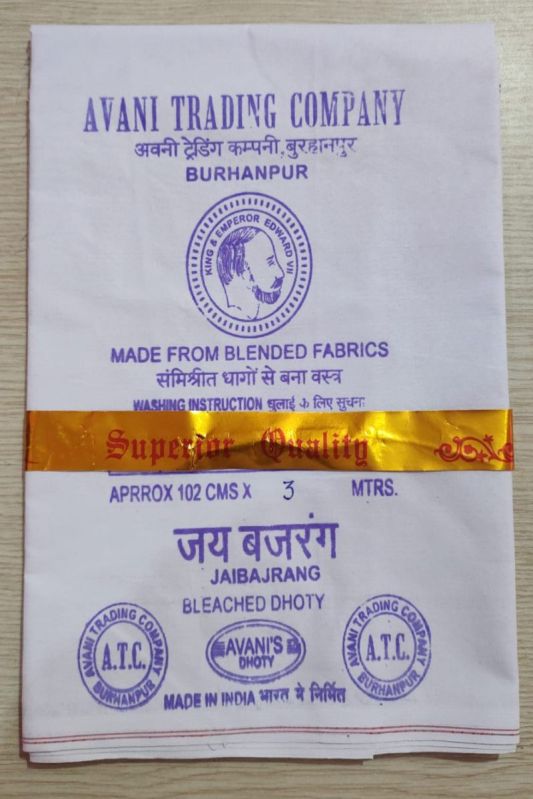 AVANI TRADING COMPANY
अवनी ट्रेडिंग कम्पनी, बुरहानपुर
BURHANPUR
KING & EMPEROR EDWARD VII
MADE FROM BLENDED FABRICS
संमिश्रीत धागों से बना वस्त्र
WASHING INSTRUCTION धुलाई के लिए सुचना
Superior Quality
APRROX 102 CMS X 3 MTRS.
जय बजरंग
JAIBAJRANG
BLEACHED DHOTY
AVANI TRADING COMPANY
A.T.C.
BURHANPUR
AVANI'S
DHOTY
AVANI TRADING COMPANY
A.T.C.
BURHANPUR
MADE IN INDIA भारत मे निर्मित